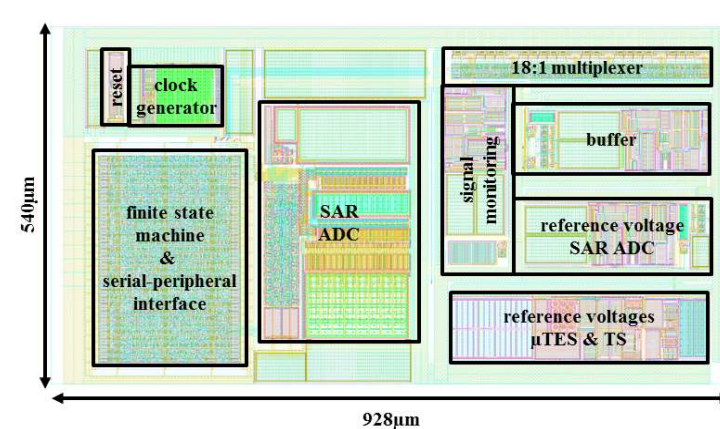 18:1 multiplexer
reset
clock
generator
buffer
signal
monitoring
540μm
finite state
machine
&
serial-peripheral
interface
SAR
ADC
reference voltage
SAR ADC
reference voltages
μTES & TS
928μm